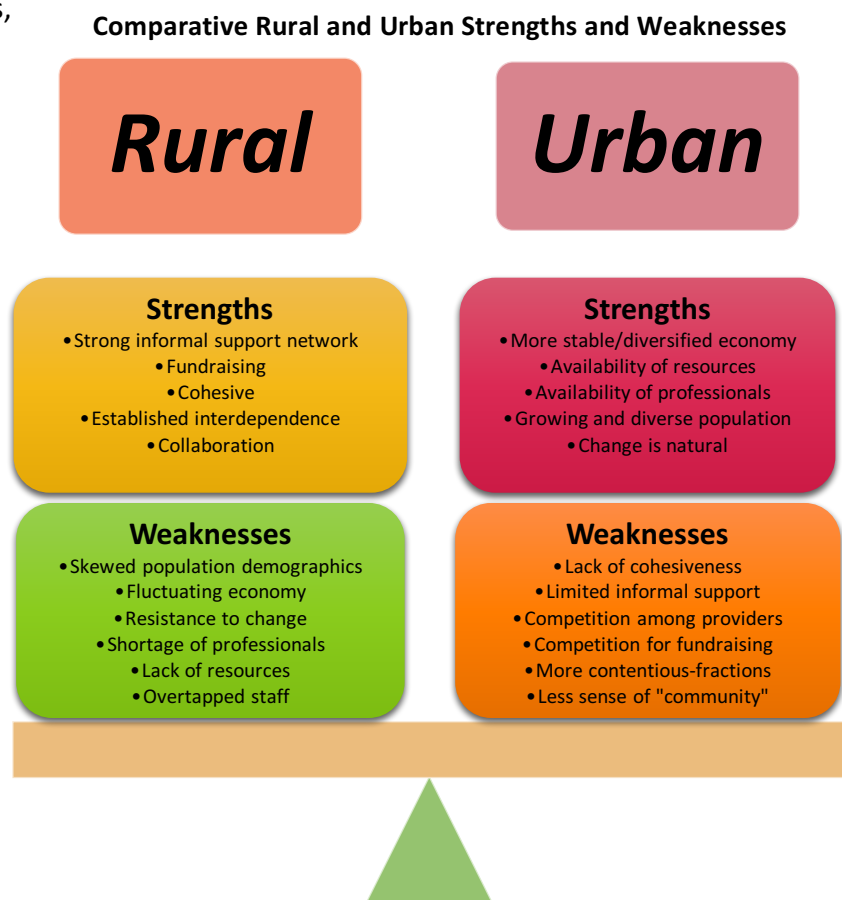 s,
Comparative Rural and Urban Strengths and Weaknesses
Rural
Urban
Strengths
•Strong informal support network
•Fundraising
•Cohesive
•Established interdependence
•Collaboration
Strengths
•More stable/diversified economy
•Availability of resources
•Availability of professionals
•Growing and diverse population
•Change is natural
Weaknesses
•Skewed population demographics
•Fluctuating economy
•Resistance to change
•Shortage of professionals
•Lack of resources
•Overtapped staff
Weaknesses
•Lack of cohesiveness
•Limited informal support
•Competition among providers
•Competition for fundraising
•More contentious-fractions
•Less sense of "community"